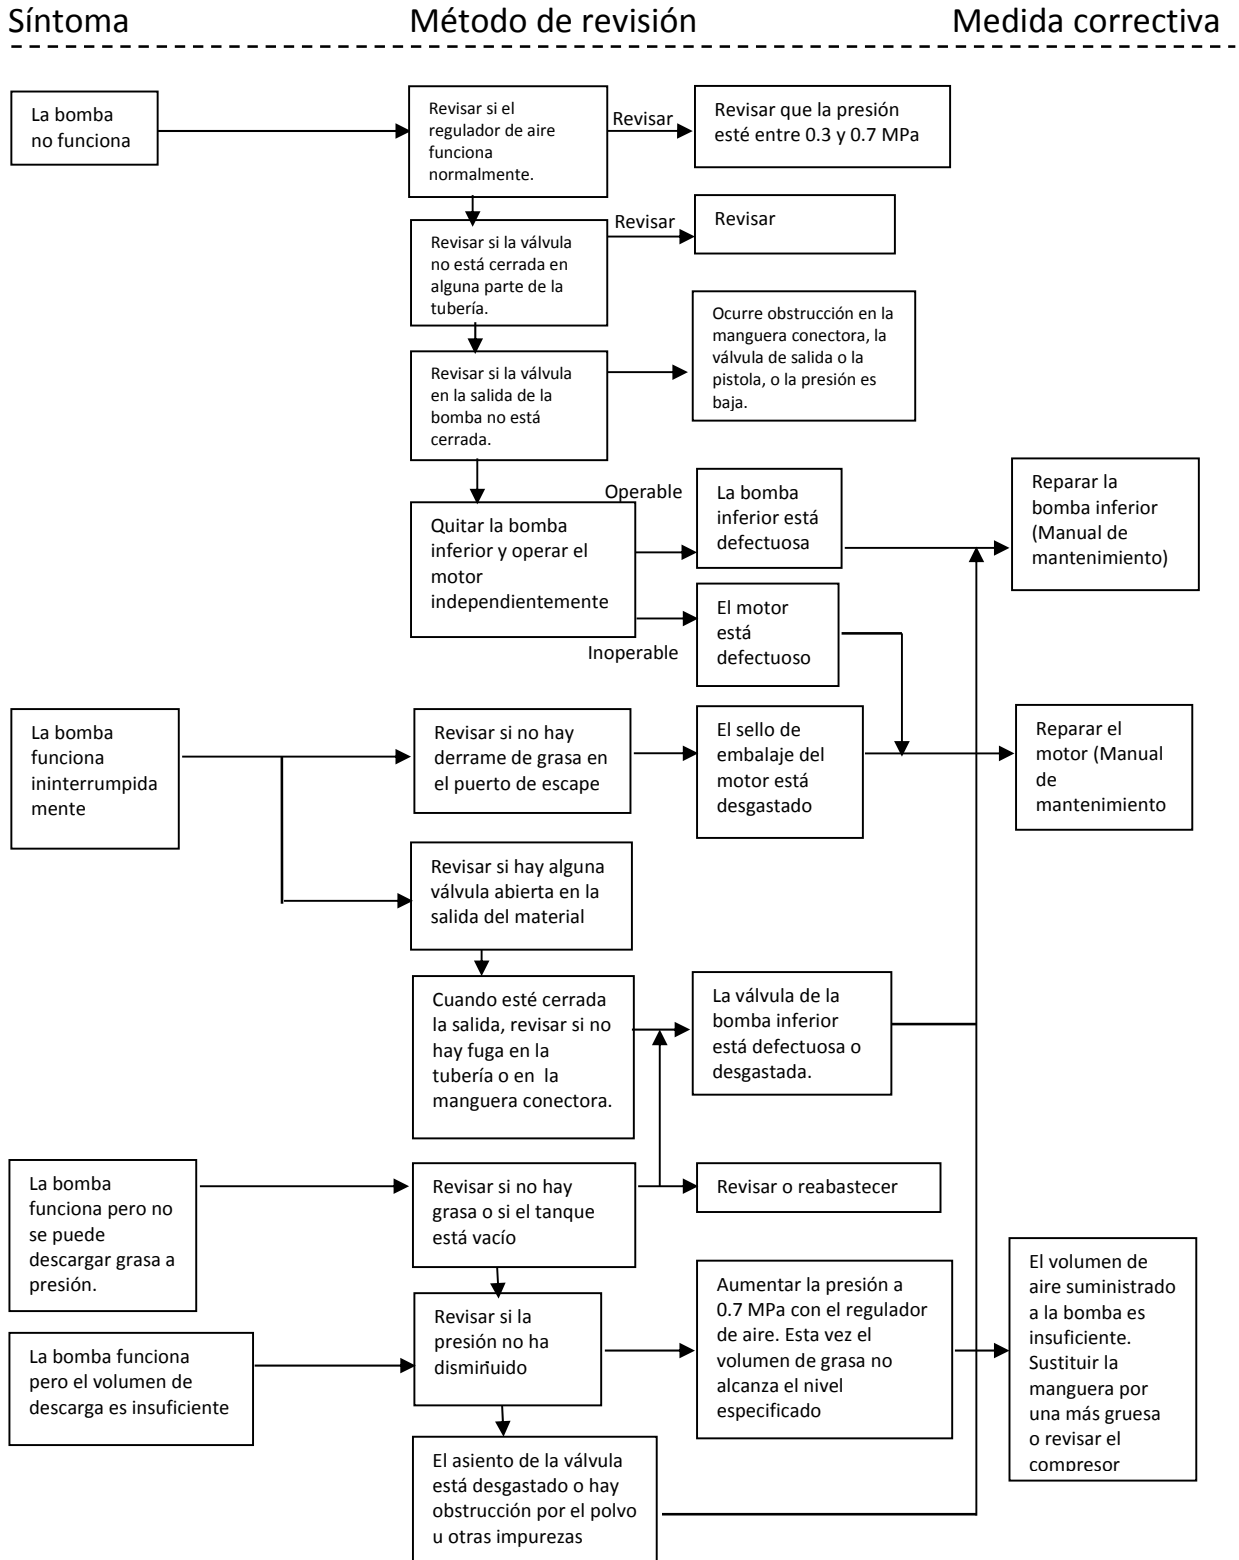 Síntoma
Método de revisión
Medida correctiva
La bomba
no funciona
Revisar si el
regulador de aire
funciona
normalmente.
Revisar
Revisar que la presión
esté entre 0.3 y 0.7 MPa
Revisar si la válvula
no está cerrada en
alguna parte de la
tubería.
Revisar
Revisar
Revisar si la válvula
en la salida de la
bomba no está
cerrada.
Ocurre obstrucción en la
manguera conectora, la
válvula de salida o la
pistola, o la presión es
baja.
Quitar la bomba
inferior y operar el
motor
independientemente
Operable
La bomba
inferior está
defectuosa
Reparar la
bomba inferior
(Manual de
mantenimiento)
Inoperable
El motor
está
defectuoso
La bomba
funciona
ininterrumpida
mente
Revisar si no hay
derrame de grasa en
el puerto de escape
El sello de
embalaje del
motor está
desgastado
Reparar el
motor (Manual
de
mantenimiento
Revisar si hay alguna
válvula abierta en la
salida del material
Cuando esté cerrada
la salida, revisar si no
hay fuga en la
tubería o en la
manguera conectora.
La válvula de la
bomba inferior
está defectuosa o
desgastada.
La bomba
funciona pero no
se puede
descargar grasa a
presión.
Revisar si no hay
grasa o si el tanque
está vacío
Revisar o reabastecer
La bomba funciona
pero el volumen de
descarga es insuficiente
Revisar si la
presión no ha
disminuido
Aumentar la presión a
0.7 MPa con el regulador
de aire. Esta vez el
volumen de grasa no
alcanza el nivel
especificado
El volumen de
aire suministrado
a la bomba es
insuficiente.
Sustituir la
manguera por
una más gruesa
o revisar el
compresor
El asiento de la válvula
está desgastado o hay
obstrucción por el polvo
u otras impurezas